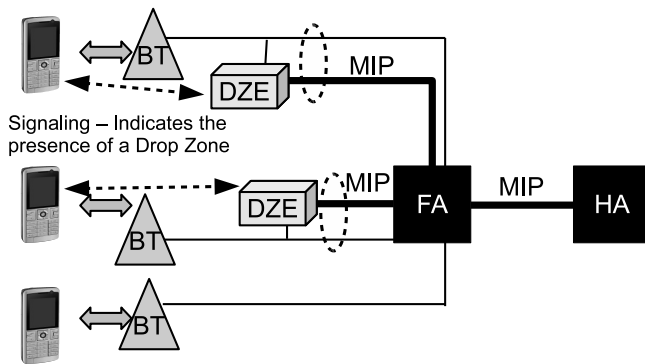 BT
MIP
DZE
Signaling – Indicates the
presence of a Drop Zone
MIP
DZE
FA
MIP
HA
BT
BT